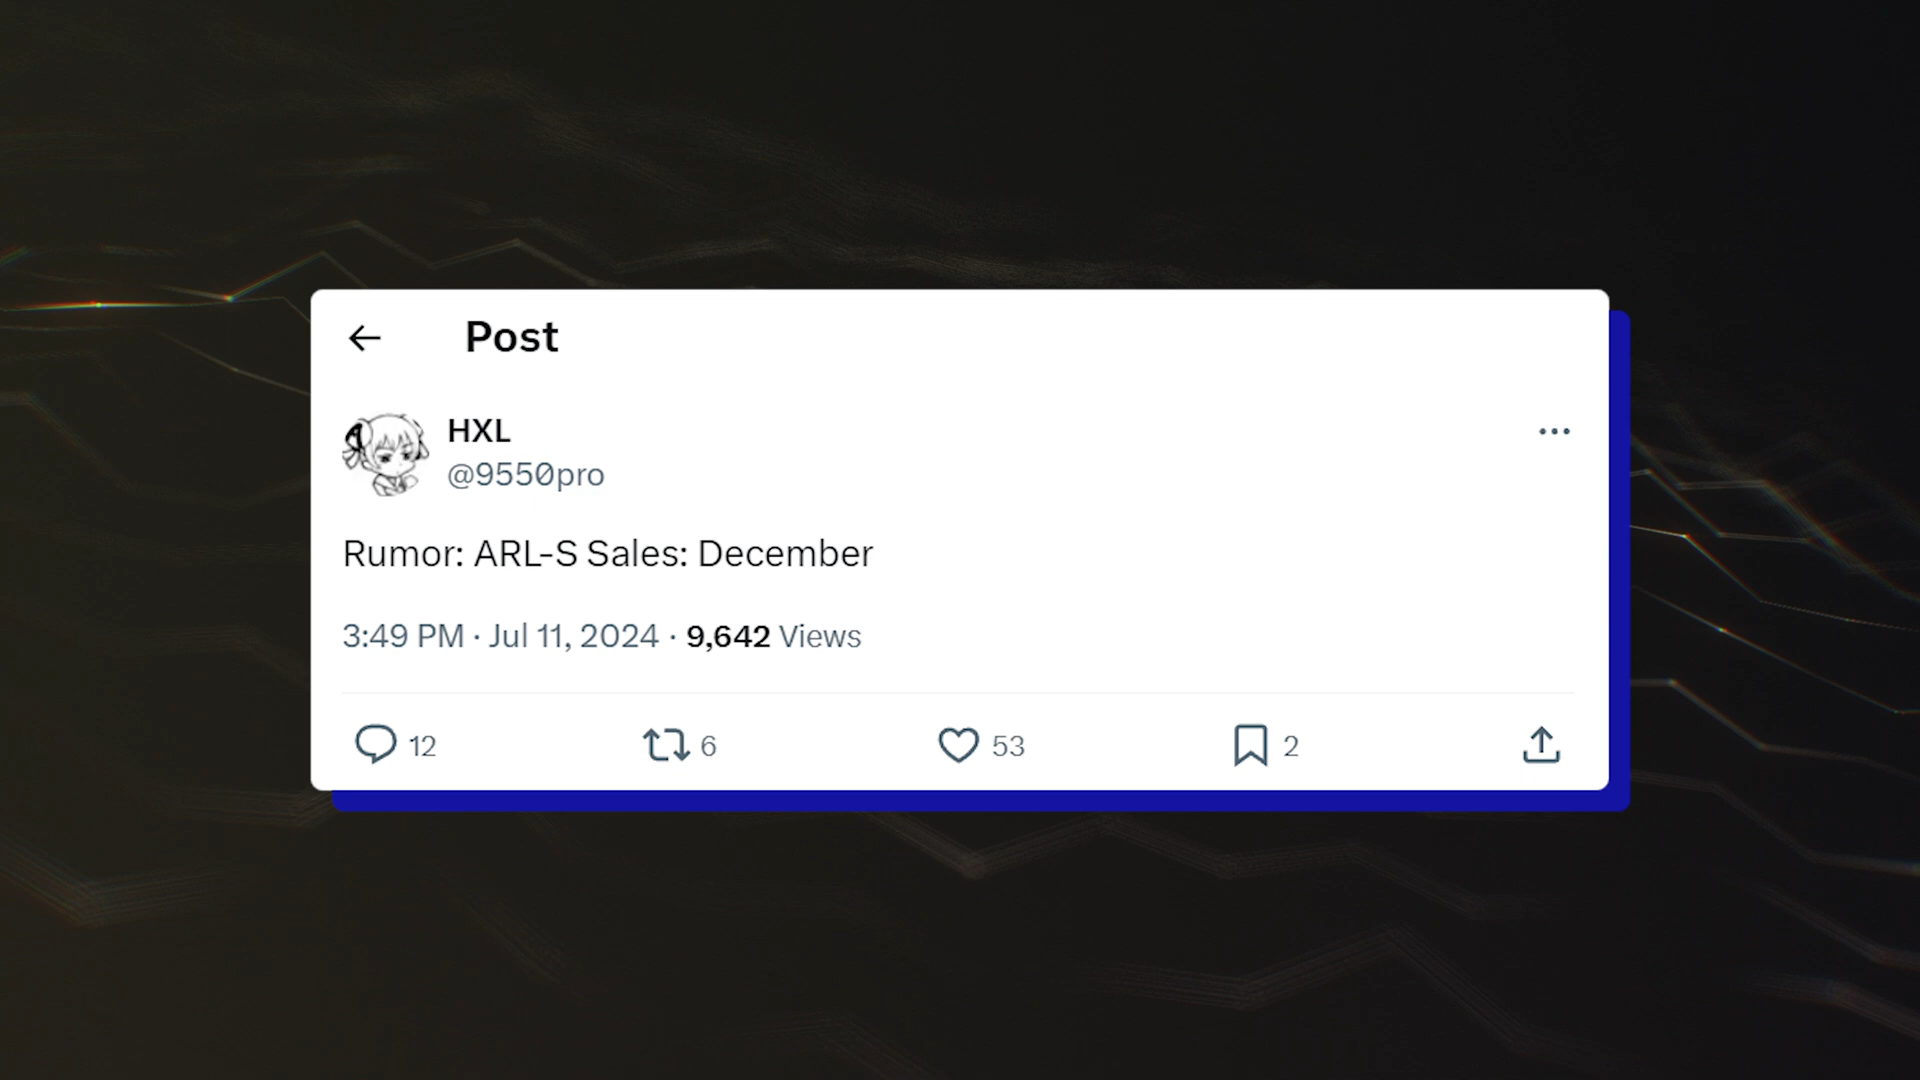 Post
HXL
@9550pro
Rumor: ARL-S Sales: December
3:49 PM · Jul 11, 2024 · 9,642 Views
12 6 53 2